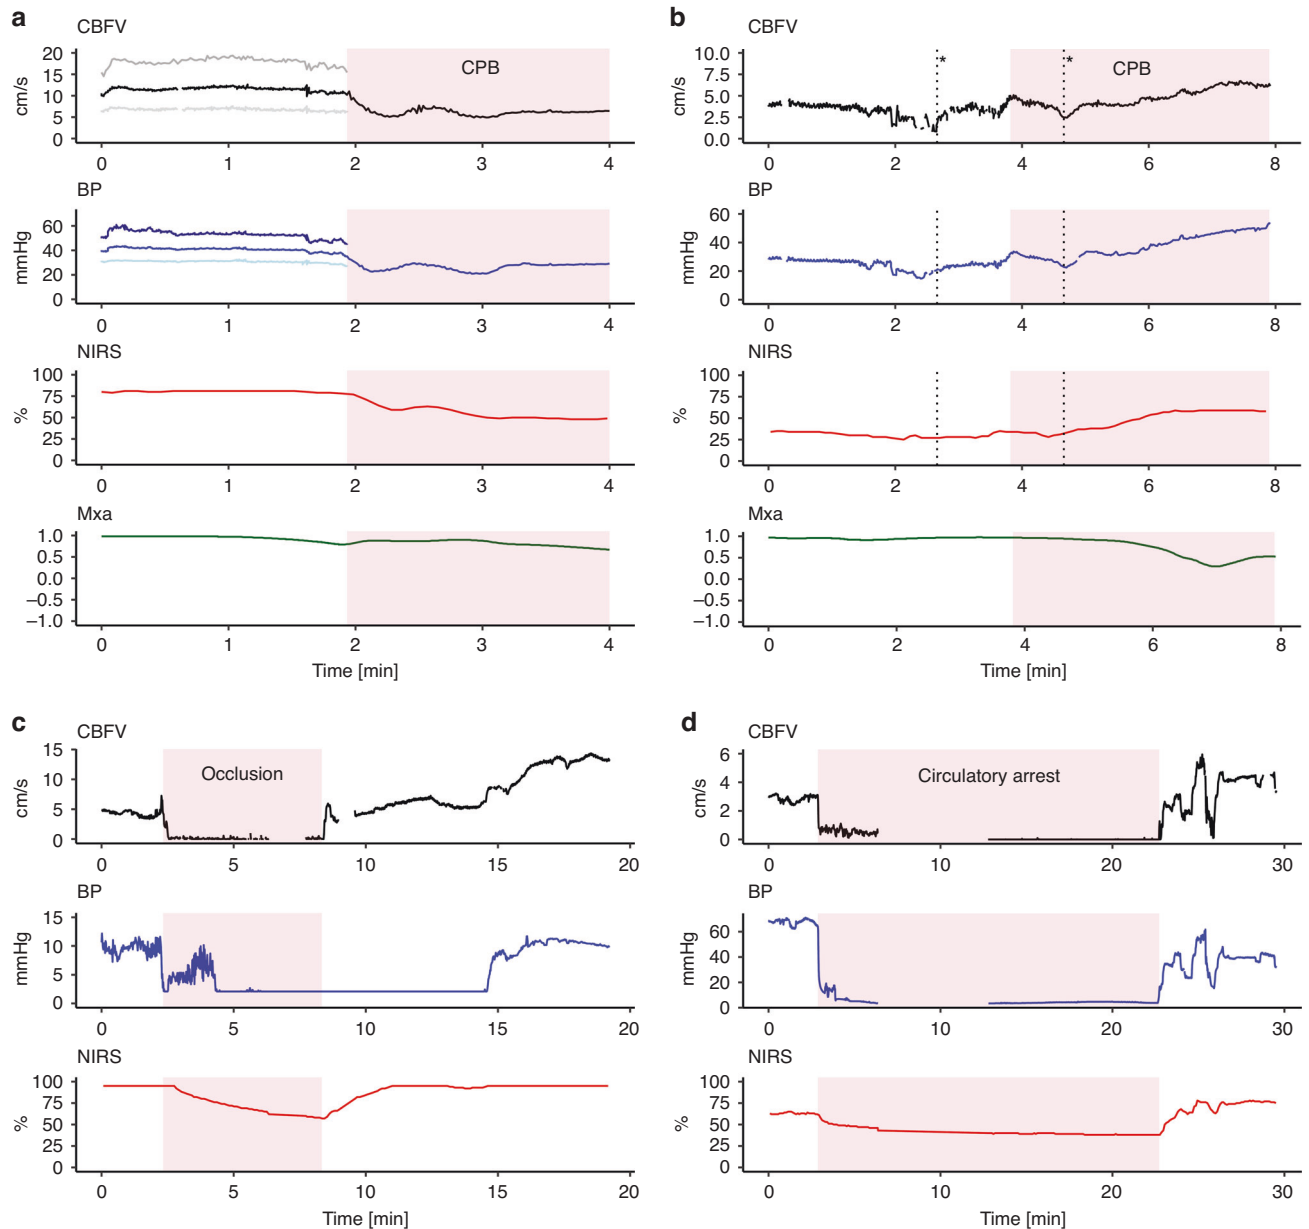 a
CBFV
cm/s
20
15
10
5
0
CPB
0 1 2 3 4
BP
mmHg
60
40
20
0
0 1 2 3 4
NIRS
%
100
75
50
25
0
0 1 2 3 4
Mxa
1.0
0.5
0.0
−0.5
−1.0
0 1 2 3 4
Time [min]
b
CBFV
cm/s
10.0
7.5
5.0
2.5
0.0
* *
CPB
0 2 4 6 8
BP
mmHg
60
40
20
0
0 2 4 6 8
NIRS
%
100
75
50
25
0
0 2 4 6 8
Mxa
1.0
0.5
0.0
−0.5
−1.0
0 2 4 6 8
Time [min]
c
CBFV
cm/s
15
10
5
0
Occlusion
0 5 10 15 20
BP
mmHg
15
10
5
0
0 5 10 15 20
NIRS
%
100
75
50
25
0
0 5 10 15 20
Time [min]
d
CBFV
cm/s
6
4
2
0
Circulatory arrest
0 10 20 30
BP
mmHg
60
40
20
0
0 10 20 30
NIRS
%
100
75
50
25
0
0 10 20 30
Time [min]